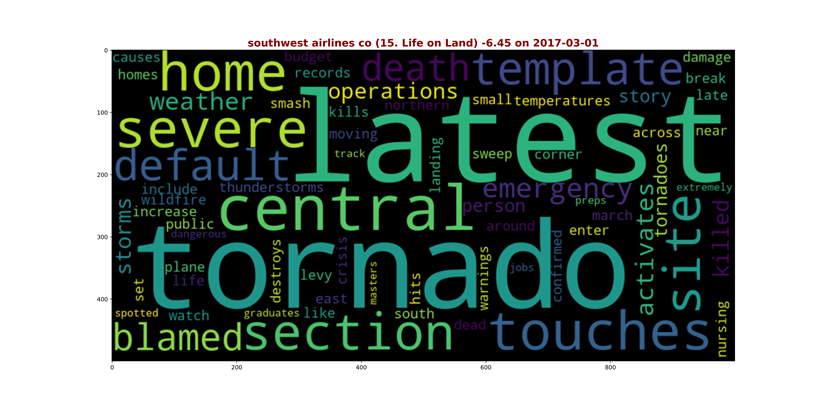 southwest airlines co (15. Life on Land) -6.45 on 2017-03-01
0
100
200
300
400
0
200
400
600
800
causes
budget
damage
homes
home
records
death
template
break
weather
smash
operations
northern
small
temperatures
story
late
severe
kills
latest
moving
across
near
default
track
landing
sweep
corner
tornadoes
include
thunderstorms
emergency
extremely
wildfire
central
person
preps
storms
increase
public
march
activates
site
killed
dangerous
around
enter
tornado
plane
life
destroys
levy
crisis
masters
hits
warnings
jobs
confirmed
set
east
spotted
watch
graduates
like
south
blamed
section
dead
touches
nursing